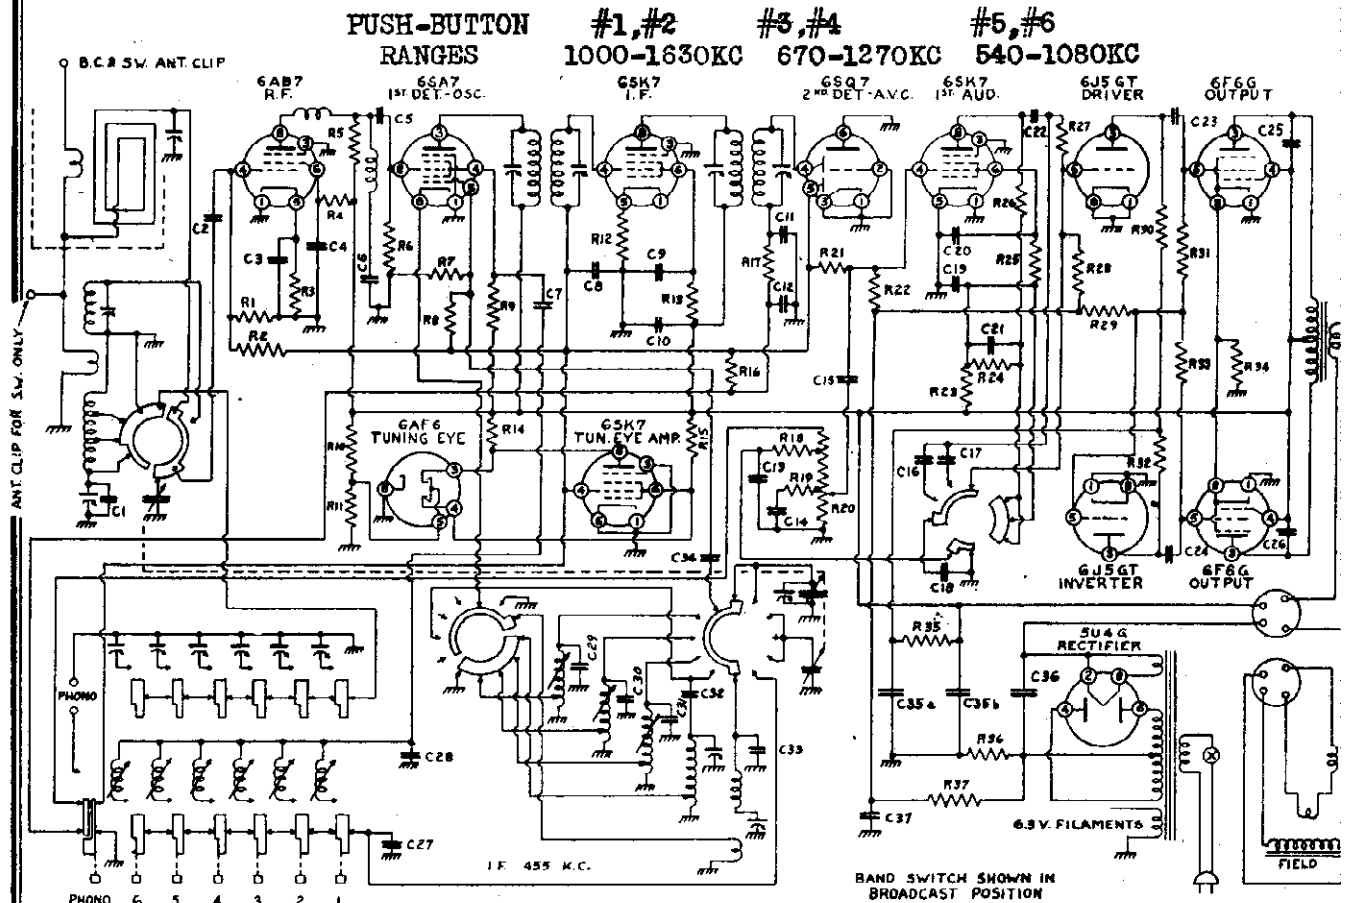 PUSH-BUTTON #1,#2 #3,#4 #5,#6
RANGES 1000-1630KC 670-1270KC 540-1080KC
B.C. & S.W. ANT. CLIP
6AB7
R.F.
6SA7
1ST DET.-OSC.
6SK7
I.F.
6SQ7
2ND DET-A.V.C.
6SK7
1ST AUD.
6J5GT
DRIVER
6F6G
OUTPUT
C5
R5
C22
R27
C23
C25
C2
R4
C4
C3
R3
R1
R2
R6
C6
R7
R8
R9
C7
R12
C8
C9
C10
R13
C11
R17
C12
R21
R22
C20
C19
R26
R25
C21
R24
R23
R28
R29
R30
R31
R33
R34
R16
C15
ANT. CLIP FOR S.W. ONLY
C1
R10
R11
6AF6
TUNING EYE
R14
6SK7
TUN. EYE AMP.
R15
R18
C13
R19
C14
R20
C16
C17
C18
R32
C24
C26
6J5GT
INVERTER
6F6G
OUTPUT
C34
C29
C30
C31
C32
C33
R35
C35a
C35b
R36
C36
R37
C37
5U4G
RECTIFIER
6.3 V. FILAMENTS
FIELD
PHONO
C28
C27
I.F. 455 K.C.
BAND SWITCH SHOWN IN
BROADCAST POSITION
PHONO 6 5 4 3 2 1